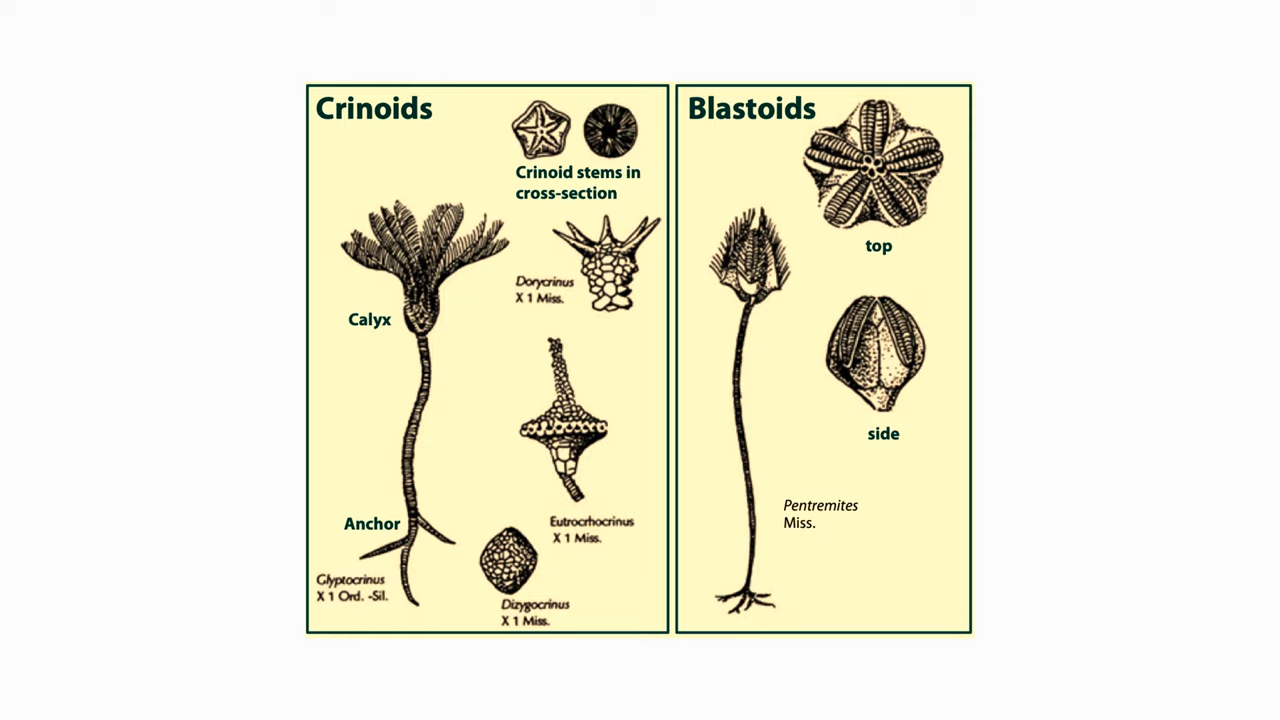 Crinoids
Crinoid stems in
cross-section
Dorycrinus
X 1 Miss.
Calyx
Eutrocrhocrinus
X 1 Miss.
Anchor
Glyptocrinus
X 1 Ord. -Sil.
Dizygocrinus
X 1 Miss.
Blastoids
top
side
Pentremites
Miss.